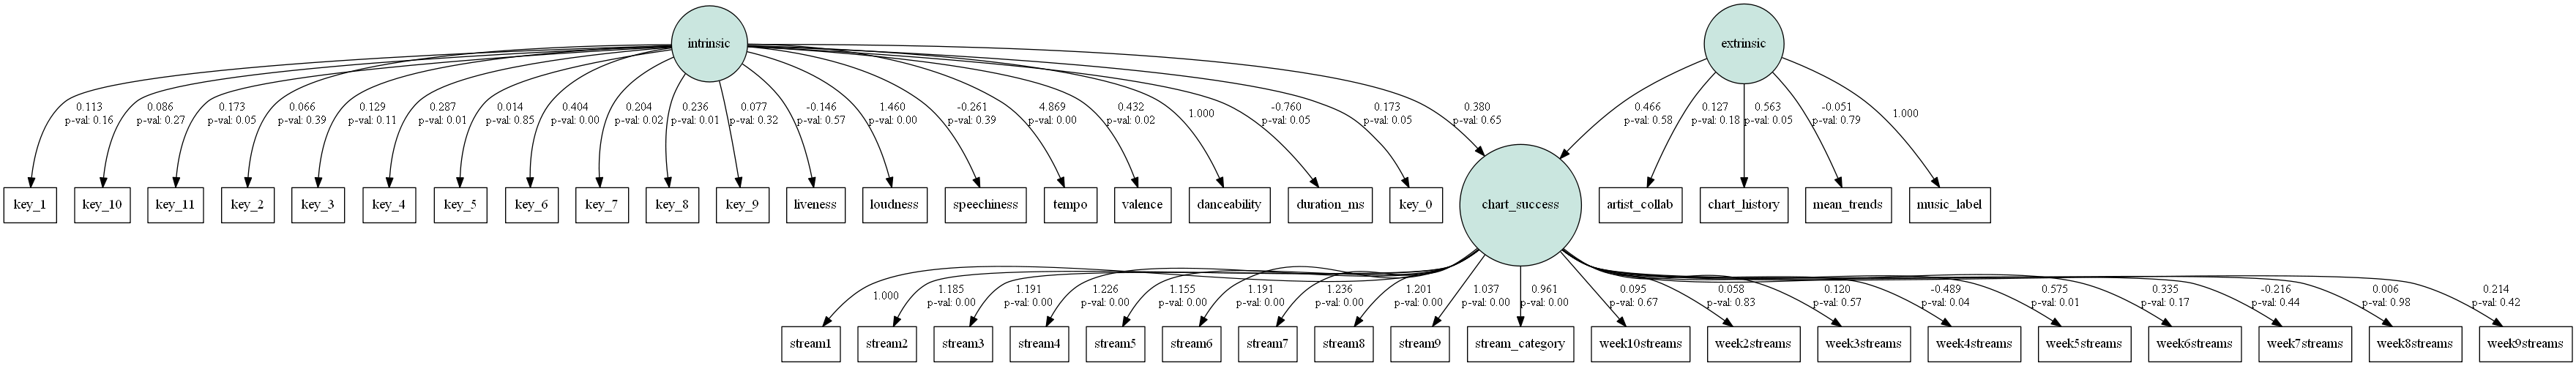 intrinsic
extrinsic
0.113
p-val: 0.16
0.086
p-val: 0.27
0.173
p-val: 0.05
0.066
p-val: 0.39
0.129
p-val: 0.11
0.287
p-val: 0.01
0.014
p-val: 0.85
0.404
p-val: 0.00
0.204
p-val: 0.02
0.236
p-val: 0.01
0.077
p-val: 0.32
-0.146
p-val: 0.57
1.460
p-val: 0.00
-0.261
p-val: 0.39
4.869
p-val: 0.00
0.432
p-val: 0.02
1.000
-0.760
p-val: 0.05
0.173
p-val: 0.05
0.380
p-val: 0.65
0.466
p-val: 0.58
0.127
p-val: 0.18
0.563
p-val: 0.05
-0.051
p-val: 0.79
1.000
key_1
key_10
key_11
key_2
key_3
key_4
key_5
key_6
key_7
key_8
key_9
liveness
loudness
speechiness
tempo
valence
danceability
duration_ms
key_0
chart_success
artist_collab
chart_history
mean_trends
music_label
1.000
1.185
p-val: 0.00
1.191
p-val: 0.00
1.226
p-val: 0.00
1.155
p-val: 0.00
1.191
p-val: 0.00
1.236
p-val: 0.00
1.201
p-val: 0.00
1.037
p-val: 0.00
0.961
p-val: 0.00
0.095
p-val: 0.67
0.058
p-val: 0.83
0.120
p-val: 0.57
-0.489
p-val: 0.04
0.575
p-val: 0.01
0.335
p-val: 0.17
-0.216
p-val: 0.44
0.006
p-val: 0.98
0.214
p-val: 0.42
stream1
stream2
stream3
stream4
stream5
stream6
stream7
stream8
stream9
stream_category
week10streams
week2streams
week3streams
week4streams
week5streams
week6streams
week7streams
week8streams
week9streams